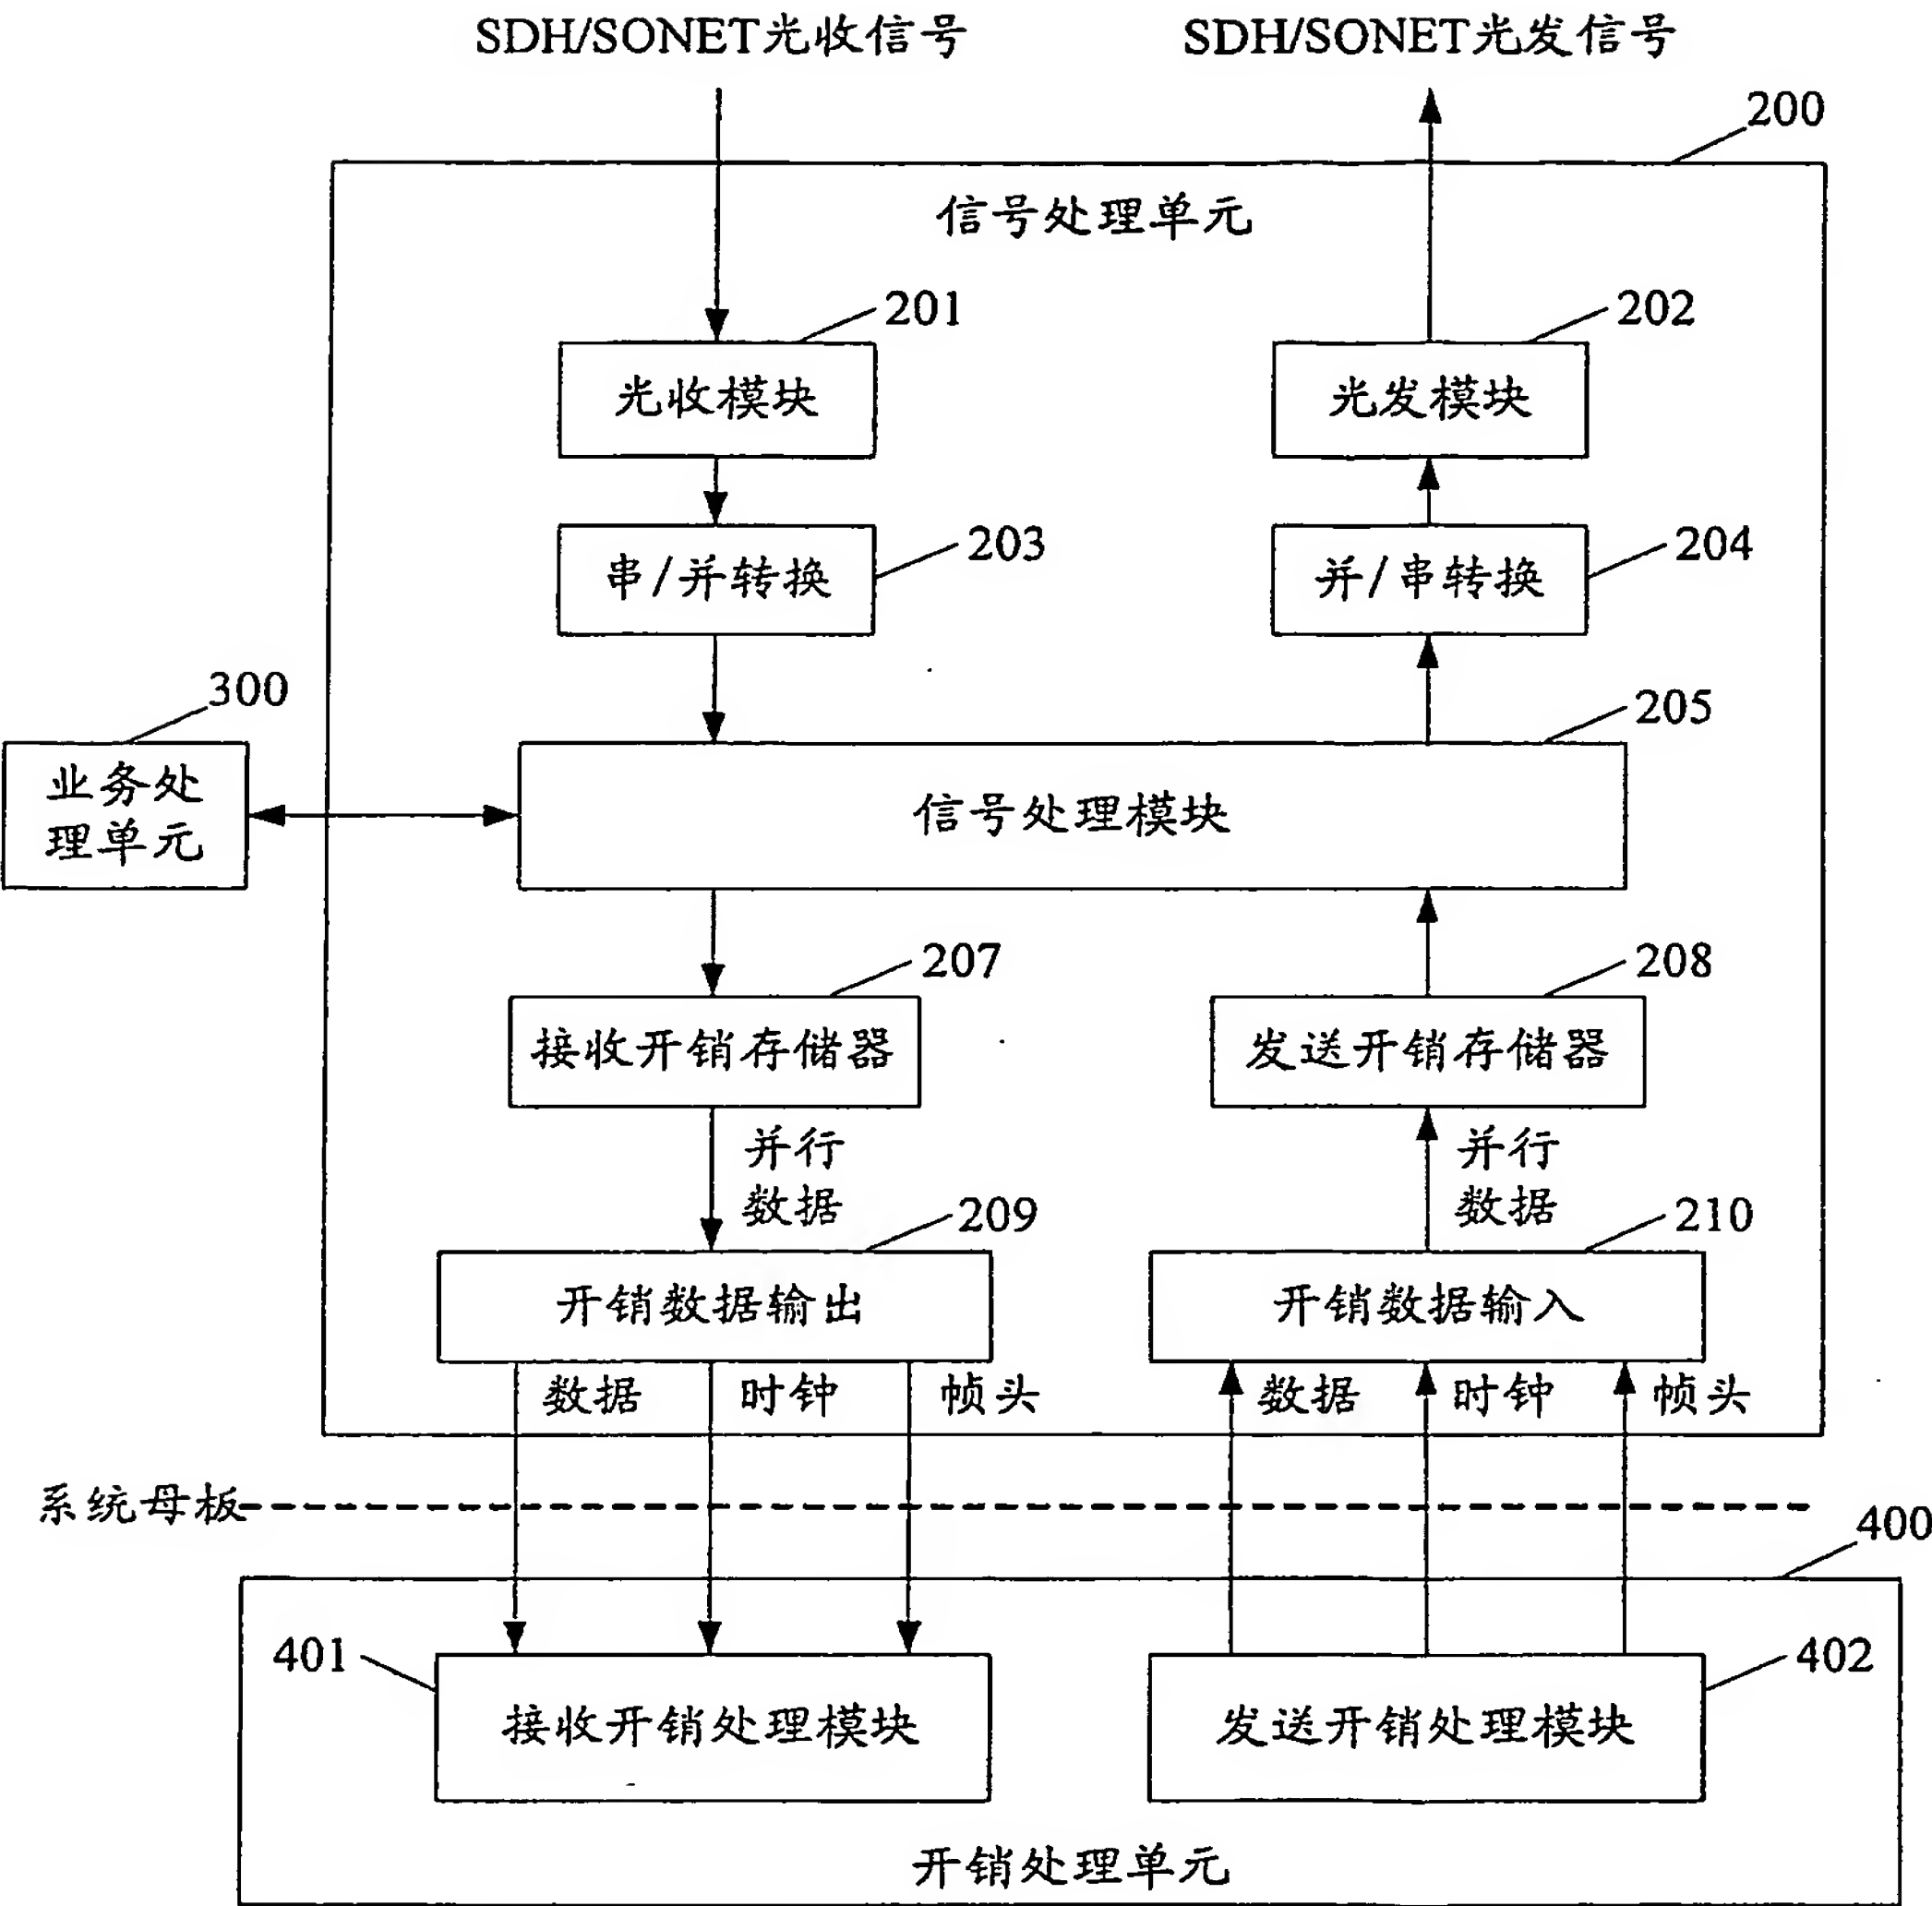 SDH/SONET光收信号
SDH/SONET光发信号
200
信号处理单元
201
202
光收模块
光发模块
203
204
串/并转换
并/串转换
300
205
业务处
理单元
信号处理模块
207
208
接收开销存储器
发送开销存储器
并行
数据
并行
数据
209
210
开销数据输出
开销数据输入
数据
时钟
帧头
数据
时钟
帧头
系统母板
400
401
402
接收开销处理模块
发送开销处理模块
开销处理单元